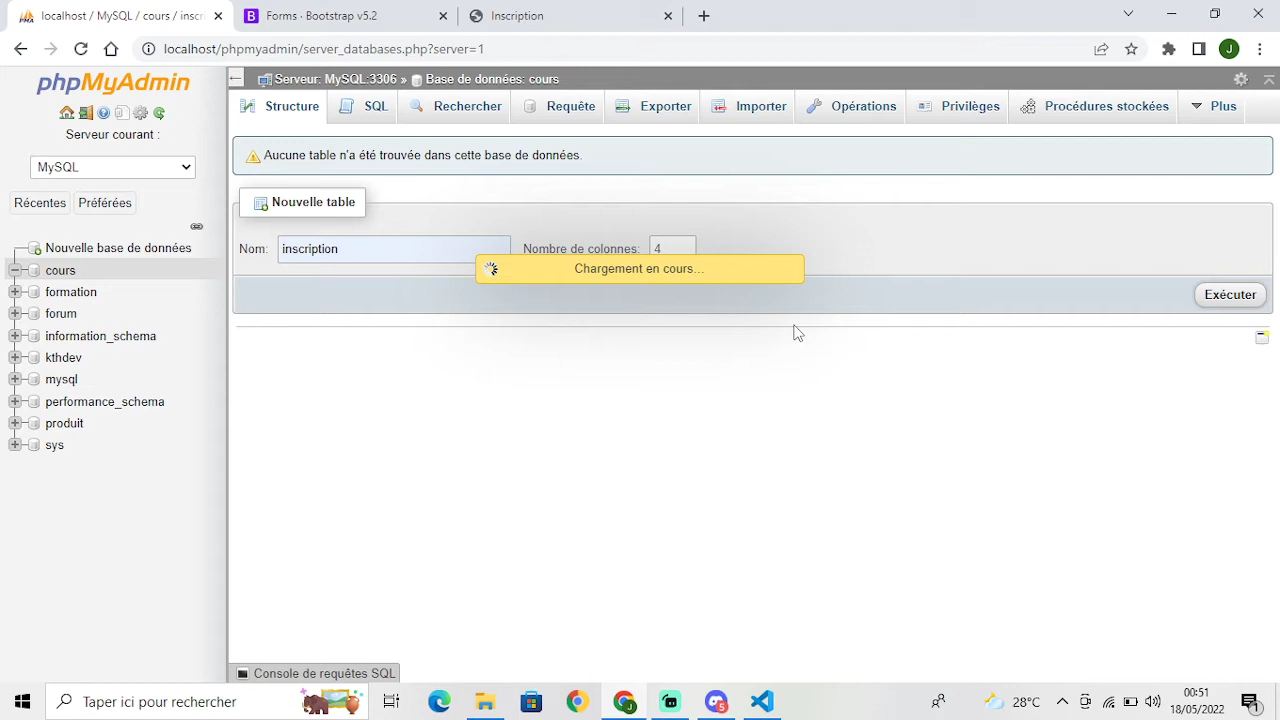 localhost / MySQL / cours / inscri
Forms · Bootstrap v5.2
Inscription
localhost/phpmyadmin/server_databases.php?server=1
J
phpMyAdmin
Serveur courant :
MySQL
Récentes
Préférées
Nouvelle base de données
cours
formation
forum
information_schema
kthdev
mysql
performance_schema
produit
sys
Serveur: MySQL:3306 » Base de données: cours
Structure
SQL
Rechercher
Requête
Exporter
Importer
Opérations
Privilèges
Procédures stockées
Plus
Aucune table n'a été trouvée dans cette base de données.
Nouvelle table
Nom: inscription
Nombre de colonnes: 4
Chargement en cours...
Exécuter
Console de requêtes SQL
Taper ici pour rechercher
5
28°C
00:51
18/05/2022
1